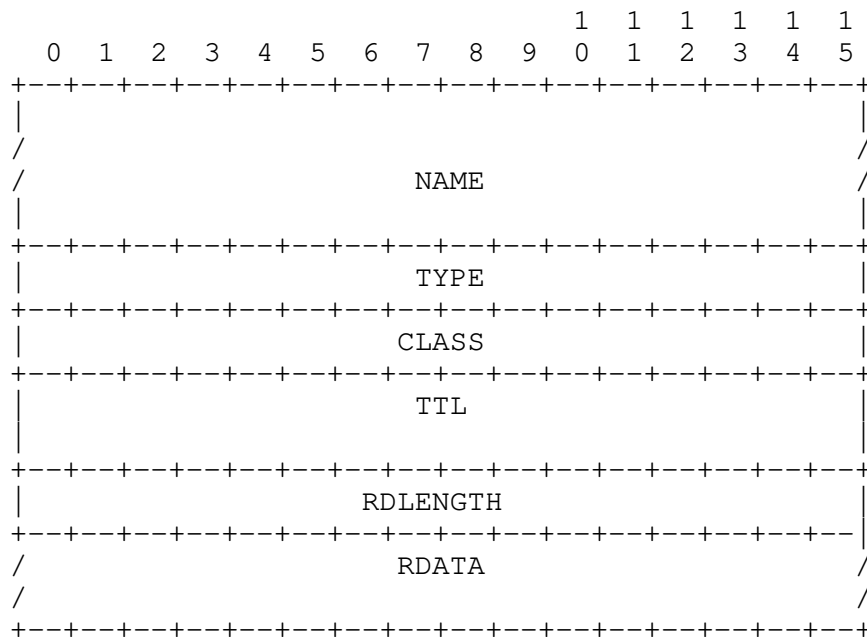 1 1 1 1 1 1
0 1 2 3 4 5 6 7 8 9 0 1 2 3 4 5
+--+--+--+--+--+--+--+--+--+--+--+--+--+--+--+--+
| |
/ /
/ NAME /
| |
+--+--+--+--+--+--+--+--+--+--+--+--+--+--+--+--+
| TYPE |
+--+--+--+--+--+--+--+--+--+--+--+--+--+--+--+--+
| CLASS |
+--+--+--+--+--+--+--+--+--+--+--+--+--+--+--+--+
| TTL |
| |
+--+--+--+--+--+--+--+--+--+--+--+--+--+--+--+--+
| RDLENGTH |
+--+--+--+--+--+--+--+--+--+--+--+--+--+--+--+--|
/ RDATA /
/ /
+--+--+--+--+--+--+--+--+--+--+--+--+--+--+--+--+